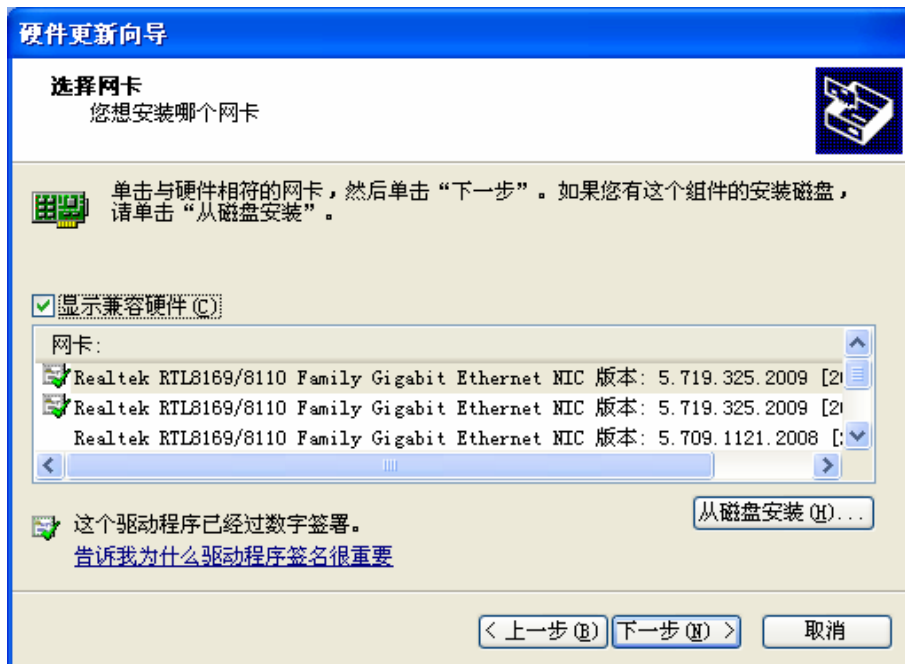 硬件更新向导
选择网卡
您想安装哪个网卡
单击与硬件相符的网卡，然后单击“下一步”。如果您有这个组件的安装磁盘，
请单击“从磁盘安装”。
显示兼容硬件(C)
网卡:
Realtek RTL8169/8110 Family Gigabit Ethernet NIC 版本: 5.719.325.2009 [20
Realtek RTL8169/8110 Family Gigabit Ethernet NIC 版本: 5.719.325.2009 [20
Realtek RTL8169/8110 Family Gigabit Ethernet NIC 版本: 5.709.1121.2008 [
从磁盘安装(H)...
这个驱动程序已经过数字签署。
告诉我为什么驱动程序签名很重要
< 上一步(B) 下一步(N) > 取消